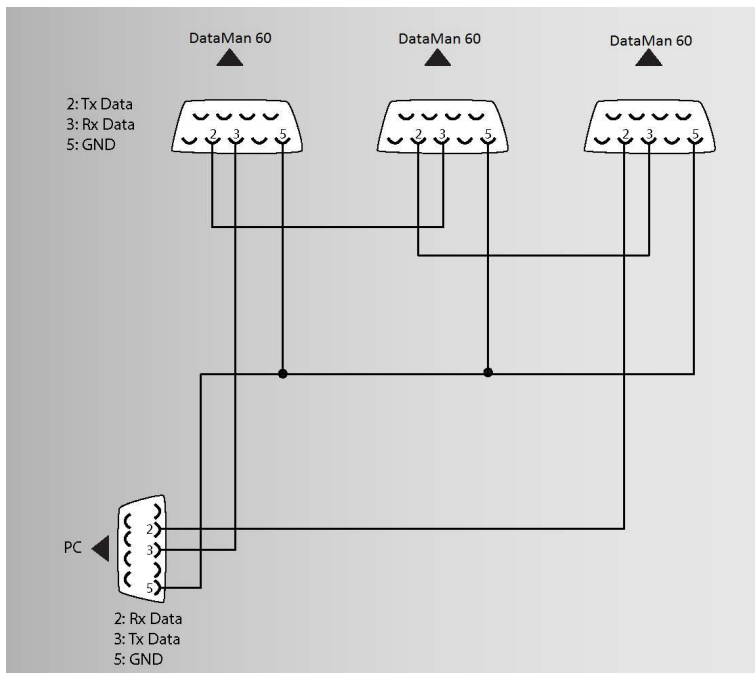 DataMan 60
DataMan 60
DataMan 60
2: Tx Data
3: Rx Data
5: GND
2 3 5
2 3 5
2 3 5
PC
2
3
5
2: Rx Data
3: Tx Data
5: GND